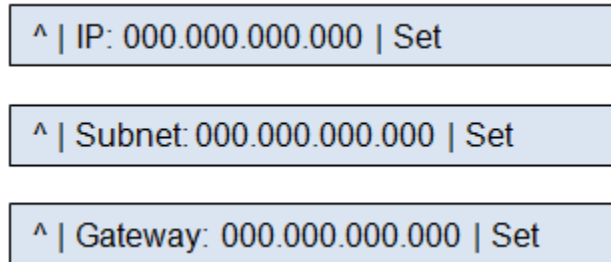 ^ | IP: 000.000.000.000 | Set
^ | Subnet: 000.000.000.000 | Set
^ | Gateway: 000.000.000.000 | Set